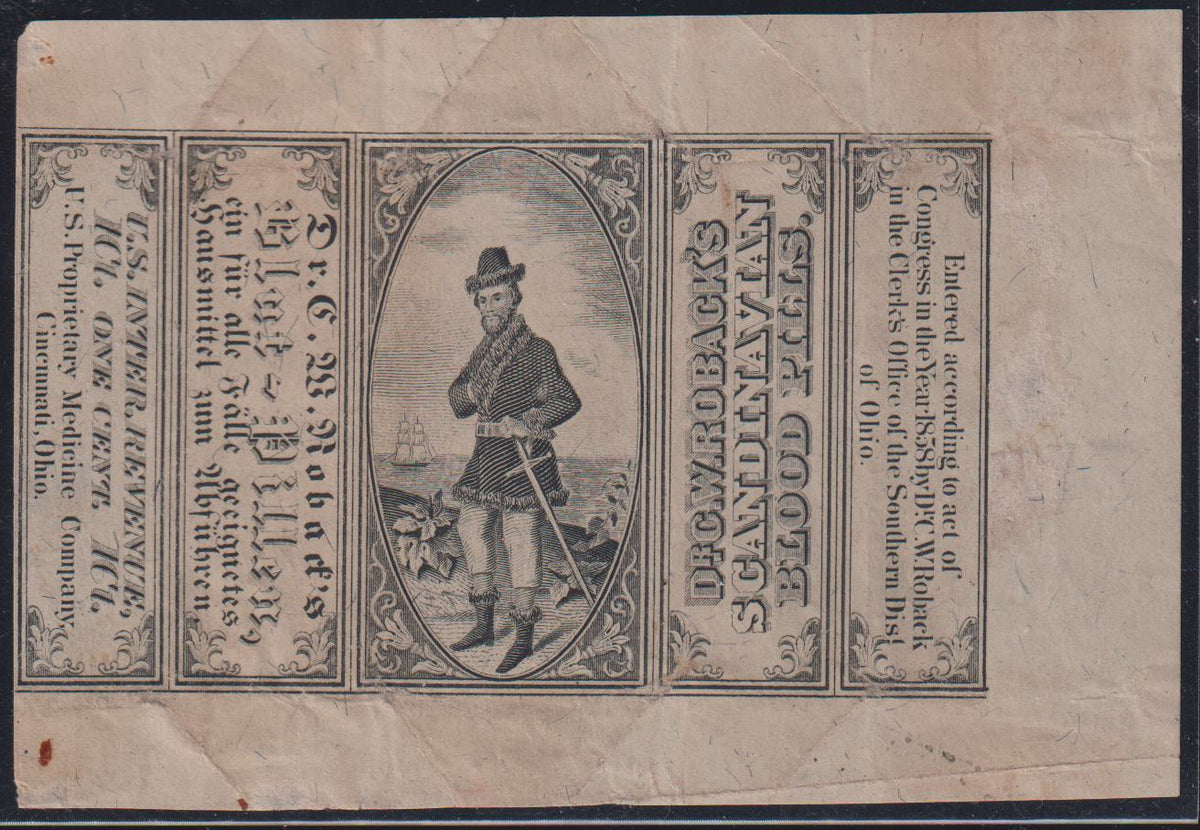 Entered according to act of
Congress in the Year 1858 by Dr. C.W. Roback
in the Clerk's Office of the Southern Dist.
of Ohio.
DR. C.W. ROBACK'S
SCANDINAVIAN
BLOOD PILLS.
Dr. C. W. Roback's
Blut-Pillen,
ein für alle Fälle geeignetes
Hausmittel zum Abführen
U.S. INTER. REVENUE,
1Ct. ONE CENT 1Ct.
U.S. Proprietary Medicine Company,
Cincinnati, Ohio.